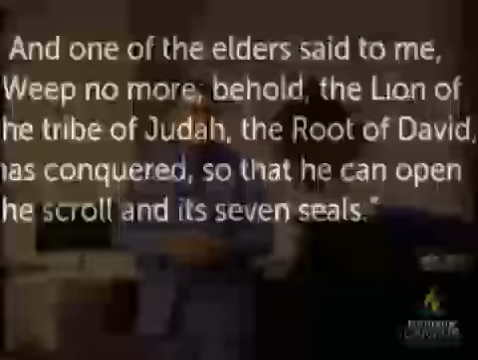 And one of the elders said to me,
Weep no more; behold, the Lion of
he tribe of Judah, the Root of David,
has conquered, so that he can open
he scroll and its seven seals."